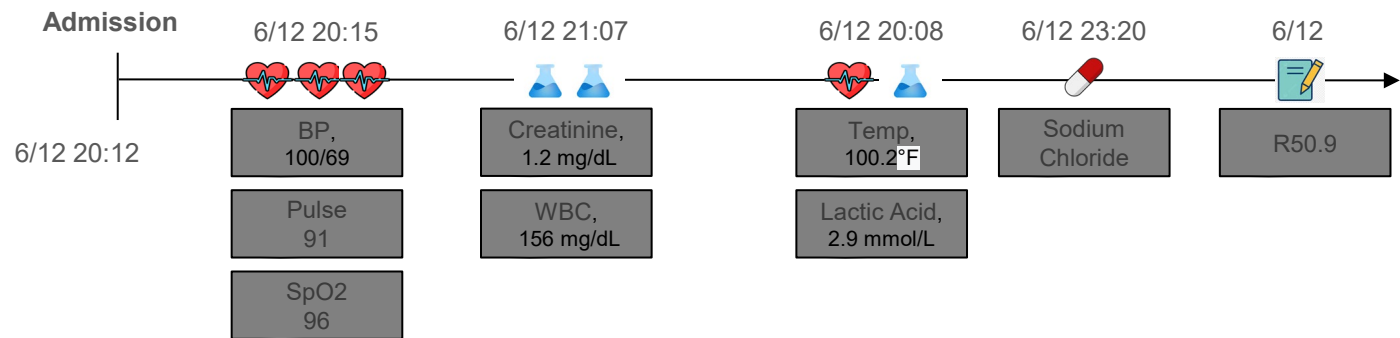 Admission
6/12 20:15
6/12 21:07
6/12 20:08
6/12 23:20
6/12
6/12 20:12
BP,
100/69
Pulse
91
SpO2
96
Creatinine,
1.2 mg/dL
WBC,
156 mg/dL
Temp,
100.2°F
Lactic Acid,
2.9 mmol/L
Sodium
Chloride
R50.9